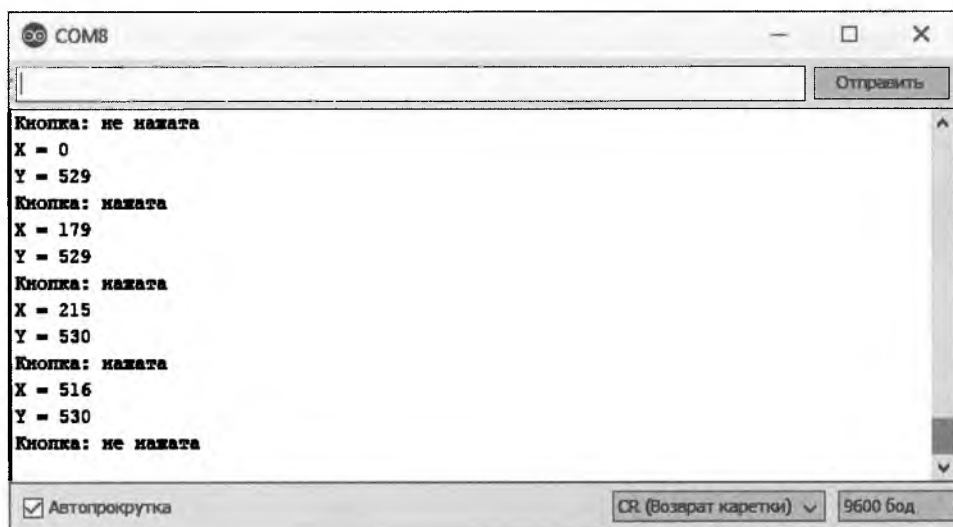 COM8
Отправить
Кнопка: не нажата
X = 0
Y = 529
Кнопка: нажата
X = 179
Y = 529
Кнопка: нажата
X = 215
Y = 530
Кнопка: нажата
X = 516
Y = 530
Кнопка: не нажата
Автопрокрутка
CR (Возврат каретки)
9600 бод